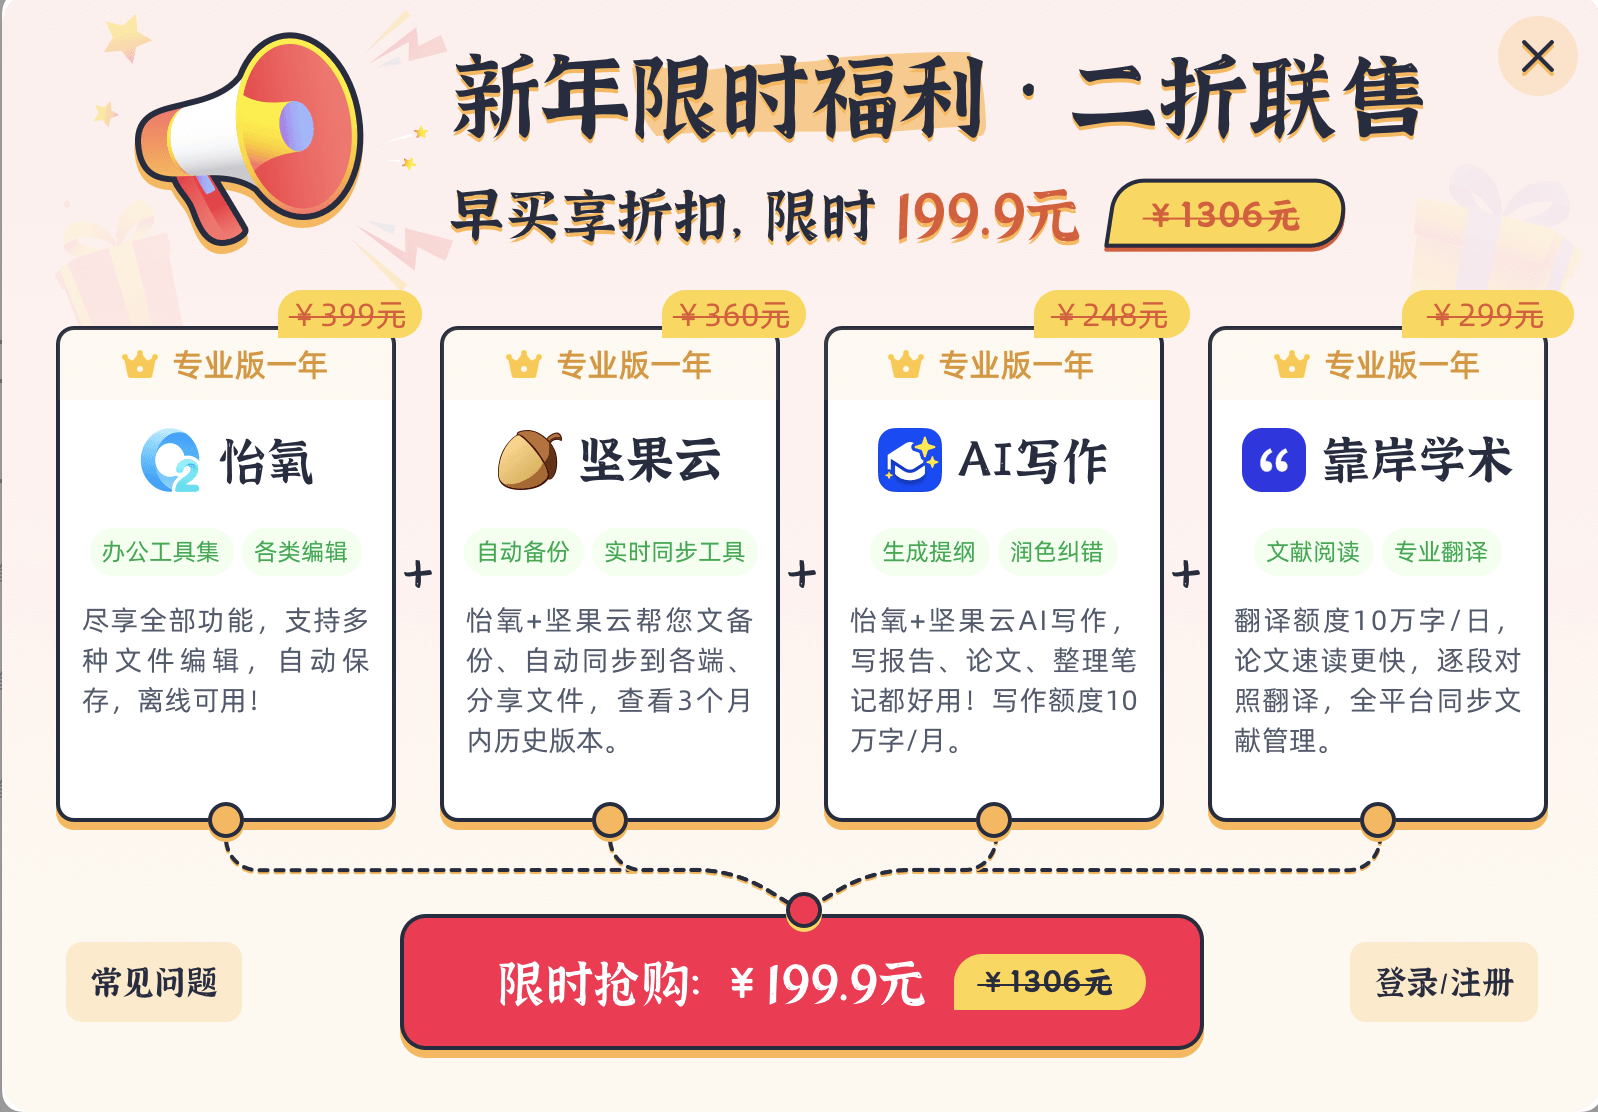 新年限时福利 · 二折联售
早买享折扣, 限时 199.9元 ￥1306元
￥399元
专业版一年
怡氧
办公工具集 各类编辑
尽享全部功能，支持多
种文件编辑，自动保
存，离线可用！
+
￥360元
专业版一年
坚果云
自动备份 实时同步工具
怡氧+坚果云帮您文备
份、自动同步到各端、
分享文件，查看3个月
内历史版本。
+
￥248元
专业版一年
AI写作
生成提纲 润色纠错
怡氧+坚果云AI写作，
写报告、论文、整理笔
记都好用！写作额度10
万字/月。
+
￥299元
专业版一年
靠岸学术
文献阅读 专业翻译
翻译额度10万字/日，
论文速读更快，逐段对
照翻译，全平台同步文
献管理。
常见问题
限时抢购: ￥199.9元 ￥1306元
登录/注册